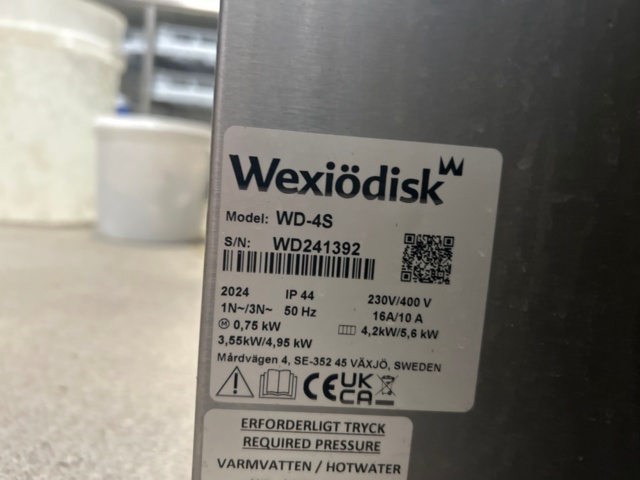 Wexiödisk
Model: WD-4S
S/N: WD241392
2024 IP 44 230V/400 V
1N~/3N~ 50 Hz 16A/10 A
M 0,75 kW 4,2kW/5,6 kW
3,55kW/4,95 kW
Mårdvägen 4, SE-352 45 VÄXJÖ, SWEDEN
CE UK CA
ERFORDERLIGT TRYCK
REQUIRED PRESSURE
VARMVATTEN / HOTWATER